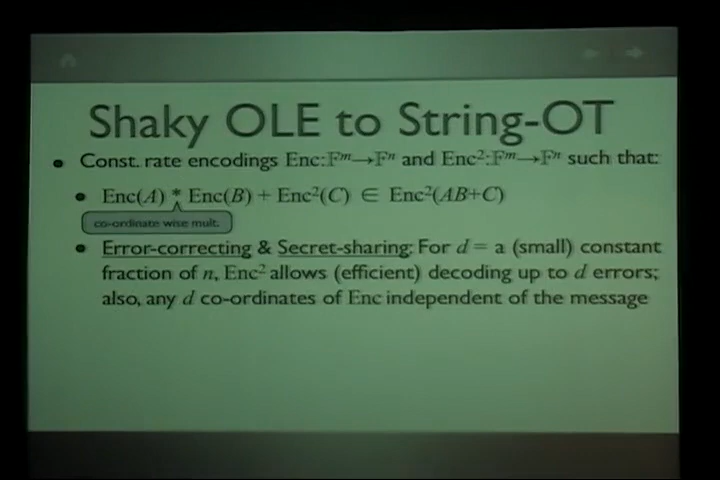 Shaky OLE to String-OT
• Const. rate encodings Enc:Fᵐ→Fⁿ and Enc²:Fᵐ→Fⁿ such that:
• Enc(A) * Enc(B) + Enc²(C) ∈ Enc²(AB+C)
co-ordinate wise mult.
• Error-correcting & Secret-sharing: For d = a (small) constant
fraction of n, Enc² allows (efficient) decoding up to d errors;
also, any d co-ordinates of Enc independent of the message